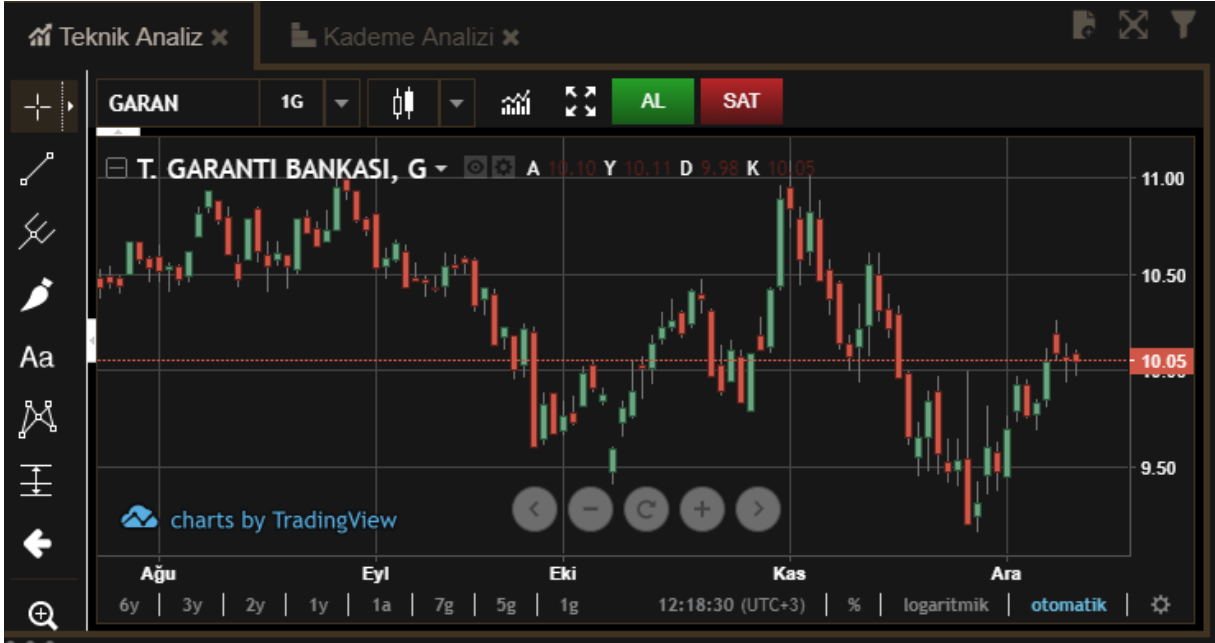 Teknik Analiz
Kademe Analizi
GARAN 1G AL SAT
Aa
T. GARANTI BANKASI, G A 10.10 Y 10.11 D 9.98 K 10.05
11.00
10.50
10.05
10.00
9.50
charts by TradingView
Ağu Eyl Eki Kas Ara
6y 3y 2y 1y 1a 7g 5g 1g 12:18:30 (UTC+3) % logaritmik otomatik